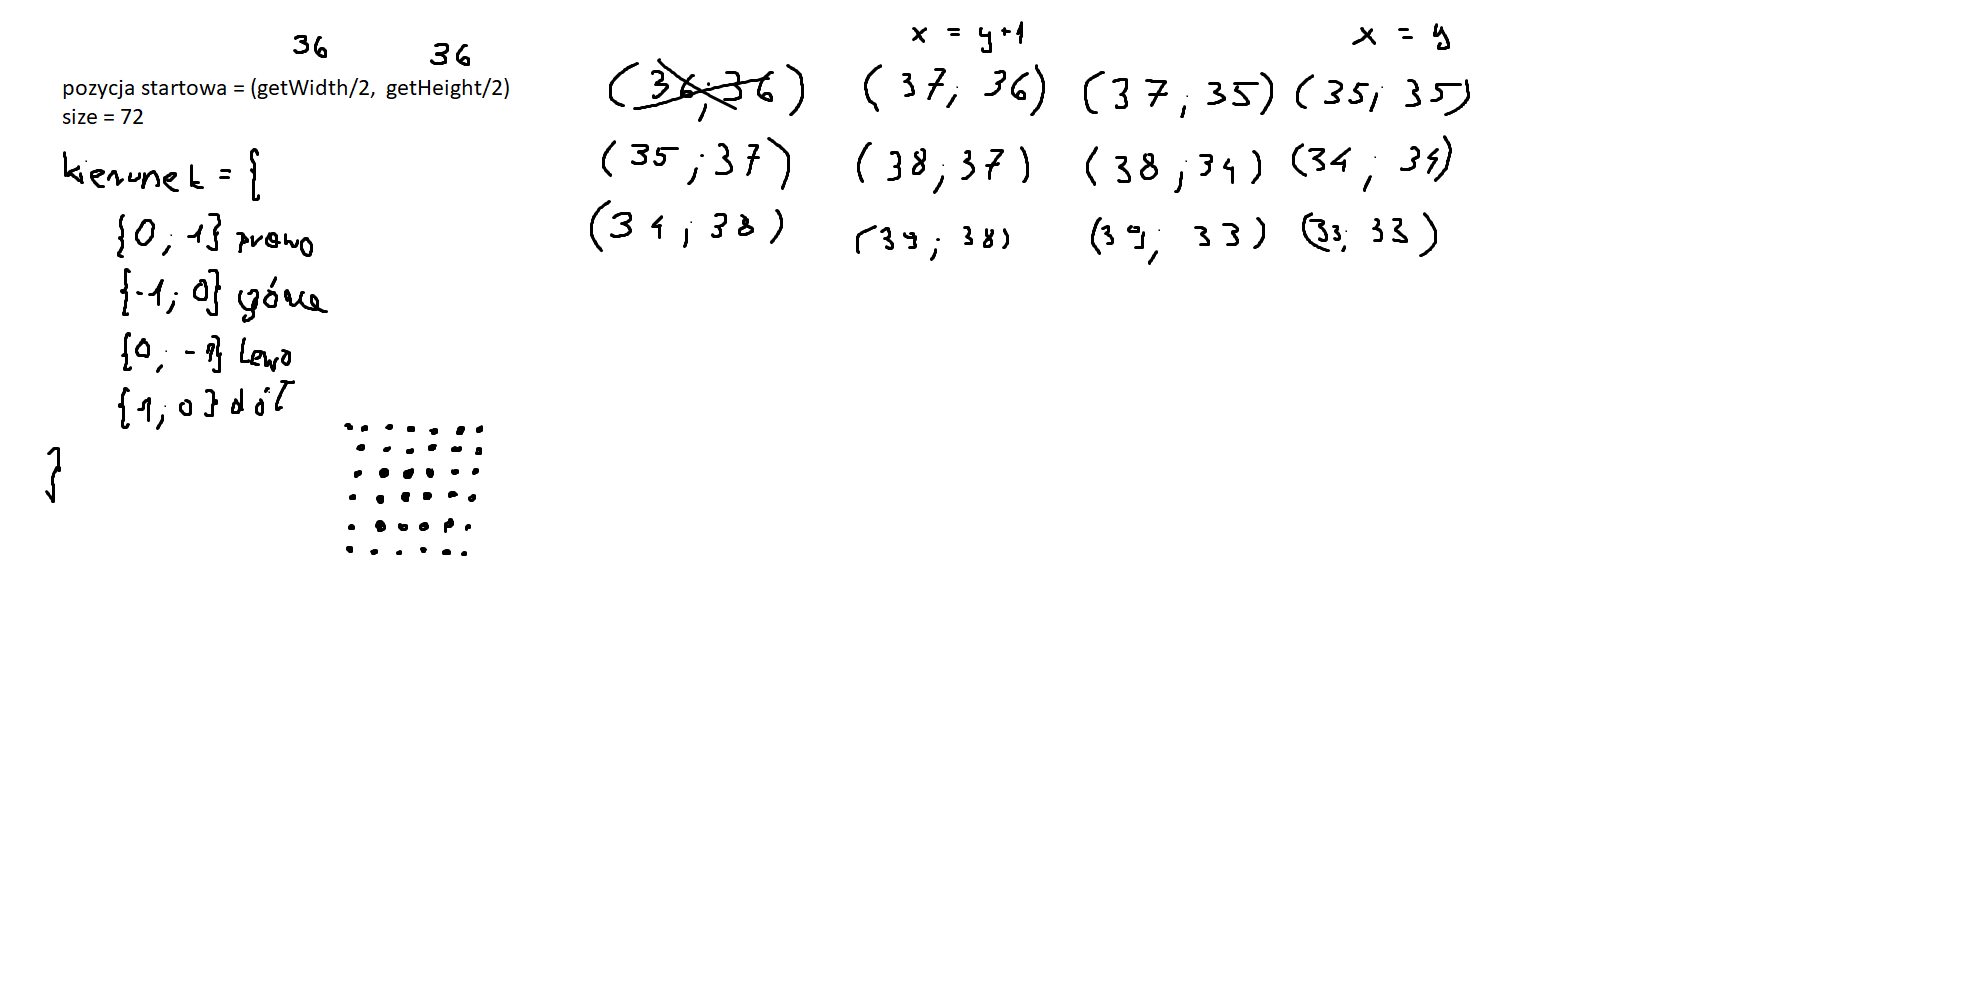 36 36
pozycja startowa = (getWidth/2, getHeight/2)
size = 72
kierunek = {
{0; 1} prawo
{-1; 0} góra
{0; -1} Lewo
{1; 0} dół
}
x = y+1 x = y
(36; 36) (37; 36) (37; 35) (35; 35)
(35; 37) (38; 37) (38; 34) (34; 34)
(34; 38) (39; 38) (39; 33) (33; 33)